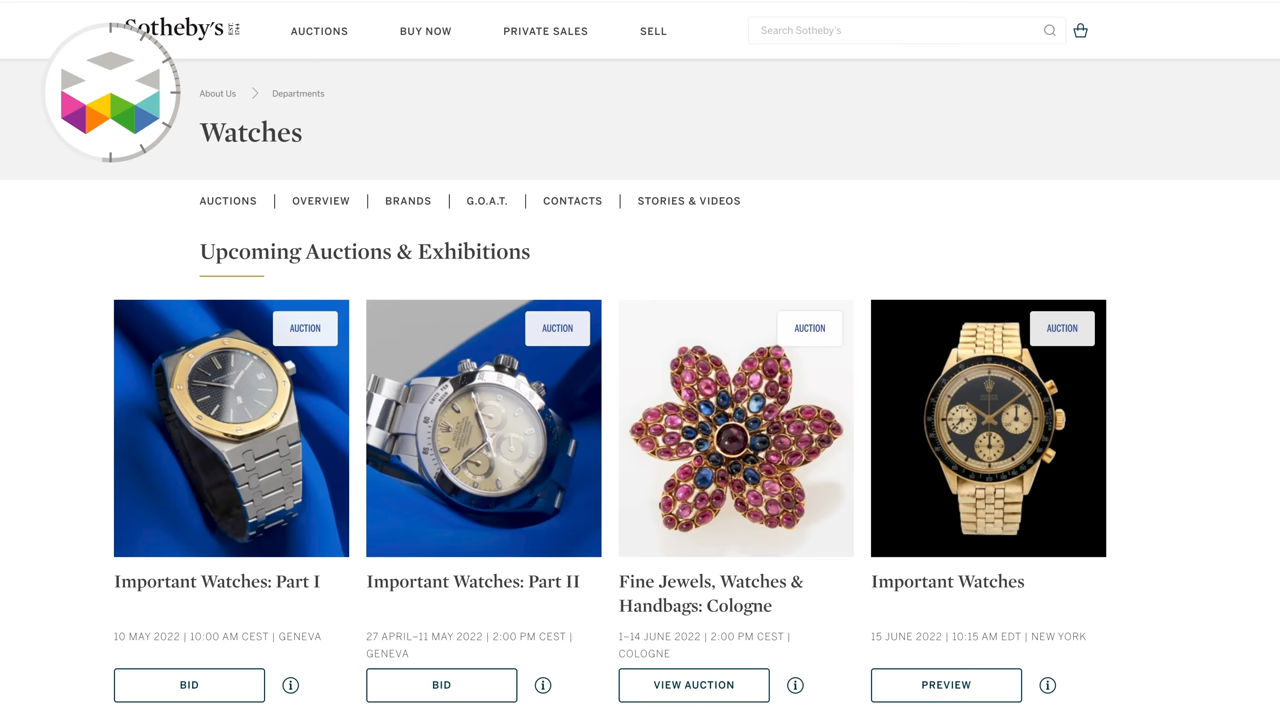 Sotheby's EST. 1744
AUCTIONS BUY NOW PRIVATE SALES SELL
Search Sotheby's
About Us Departments
Watches
AUCTIONS | OVERVIEW | BRANDS | G.O.A.T. | CONTACTS | STORIES & VIDEOS
Upcoming Auctions & Exhibitions
AUCTION
AUCTION
AUCTION
AUCTION
Important Watches: Part I
10 MAY 2022 | 10:00 AM CEST | GENEVA
BID
Important Watches: Part II
27 APRIL–11 MAY 2022 | 2:00 PM CEST |
GENEVA
BID
Fine Jewels, Watches &
Handbags: Cologne
1–14 JUNE 2022 | 2:00 PM CEST |
COLOGNE
VIEW AUCTION
Important Watches
15 JUNE 2022 | 10:15 AM EDT | NEW YORK
PREVIEW